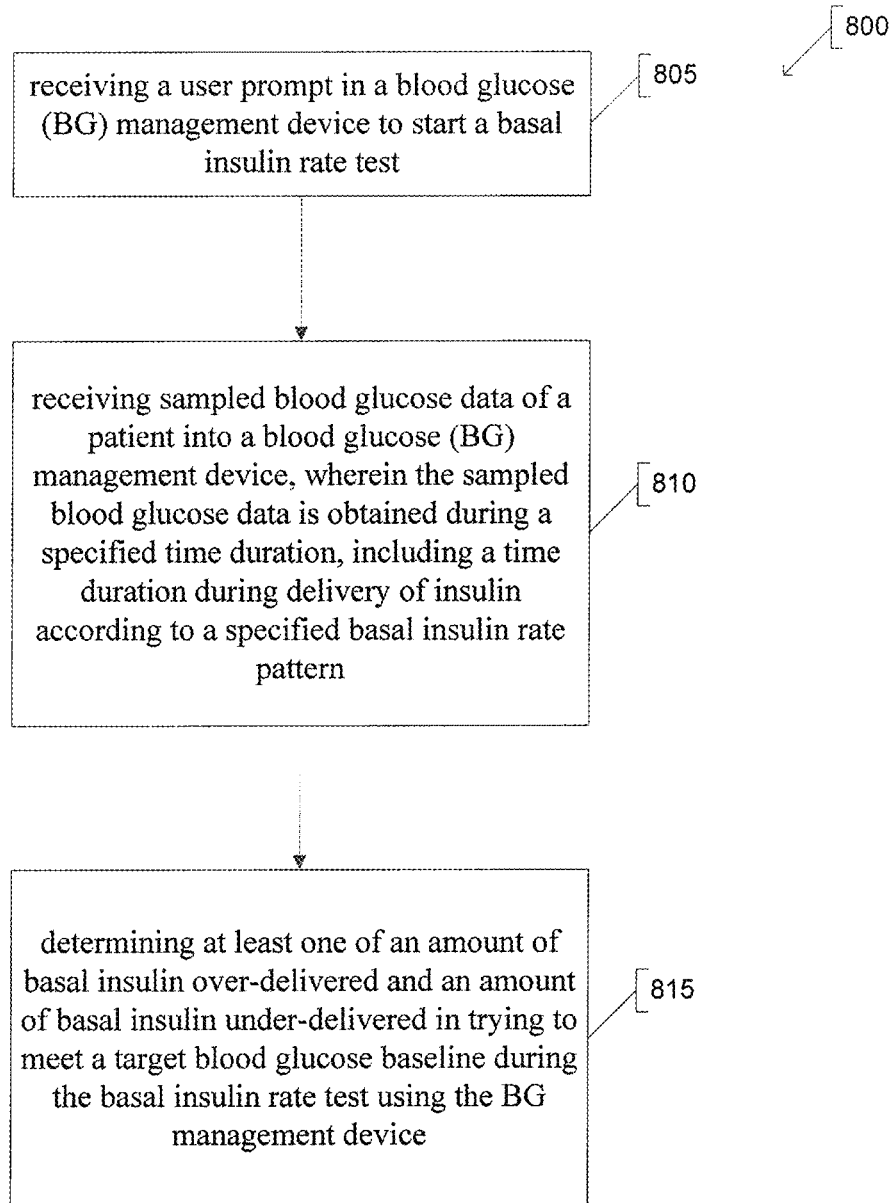 800
receiving a user prompt in a blood glucose
(BG) management device to start a basal
insulin rate test
805
receiving sampled blood glucose data of a
patient into a blood glucose (BG)
management device, wherein the sampled
blood glucose data is obtained during a
specified time duration, including a time
duration during delivery of insulin
according to a specified basal insulin rate
pattern
810
determining at least one of an amount of
basal insulin over-delivered and an amount
of basal insulin under-delivered in trying to
meet a target blood glucose baseline during
the basal insulin rate test using the BG
management device
815